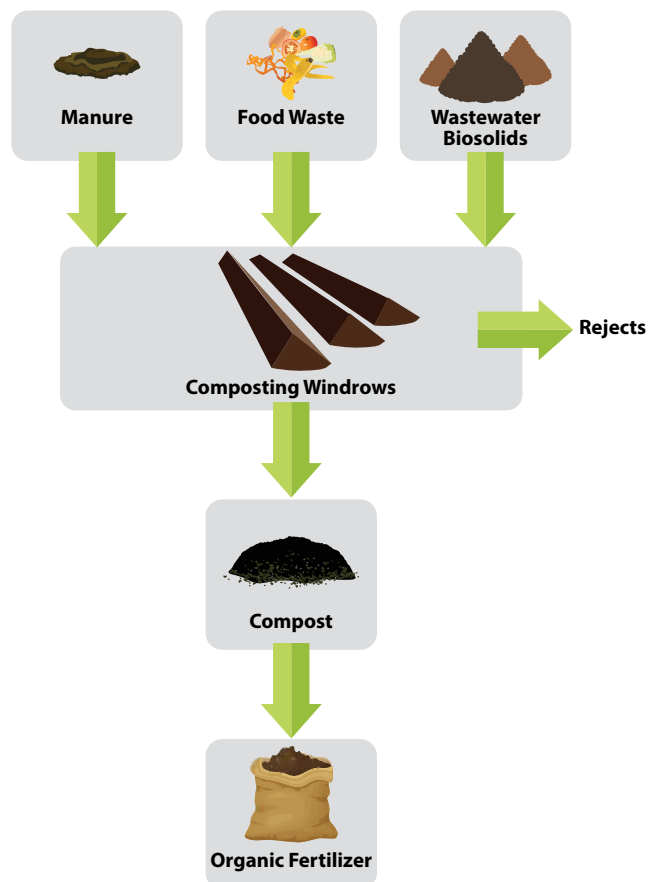 Manure
Food Waste
Wastewater
Biosolids
Rejects
Composting Windrows
Compost
Organic Fertilizer